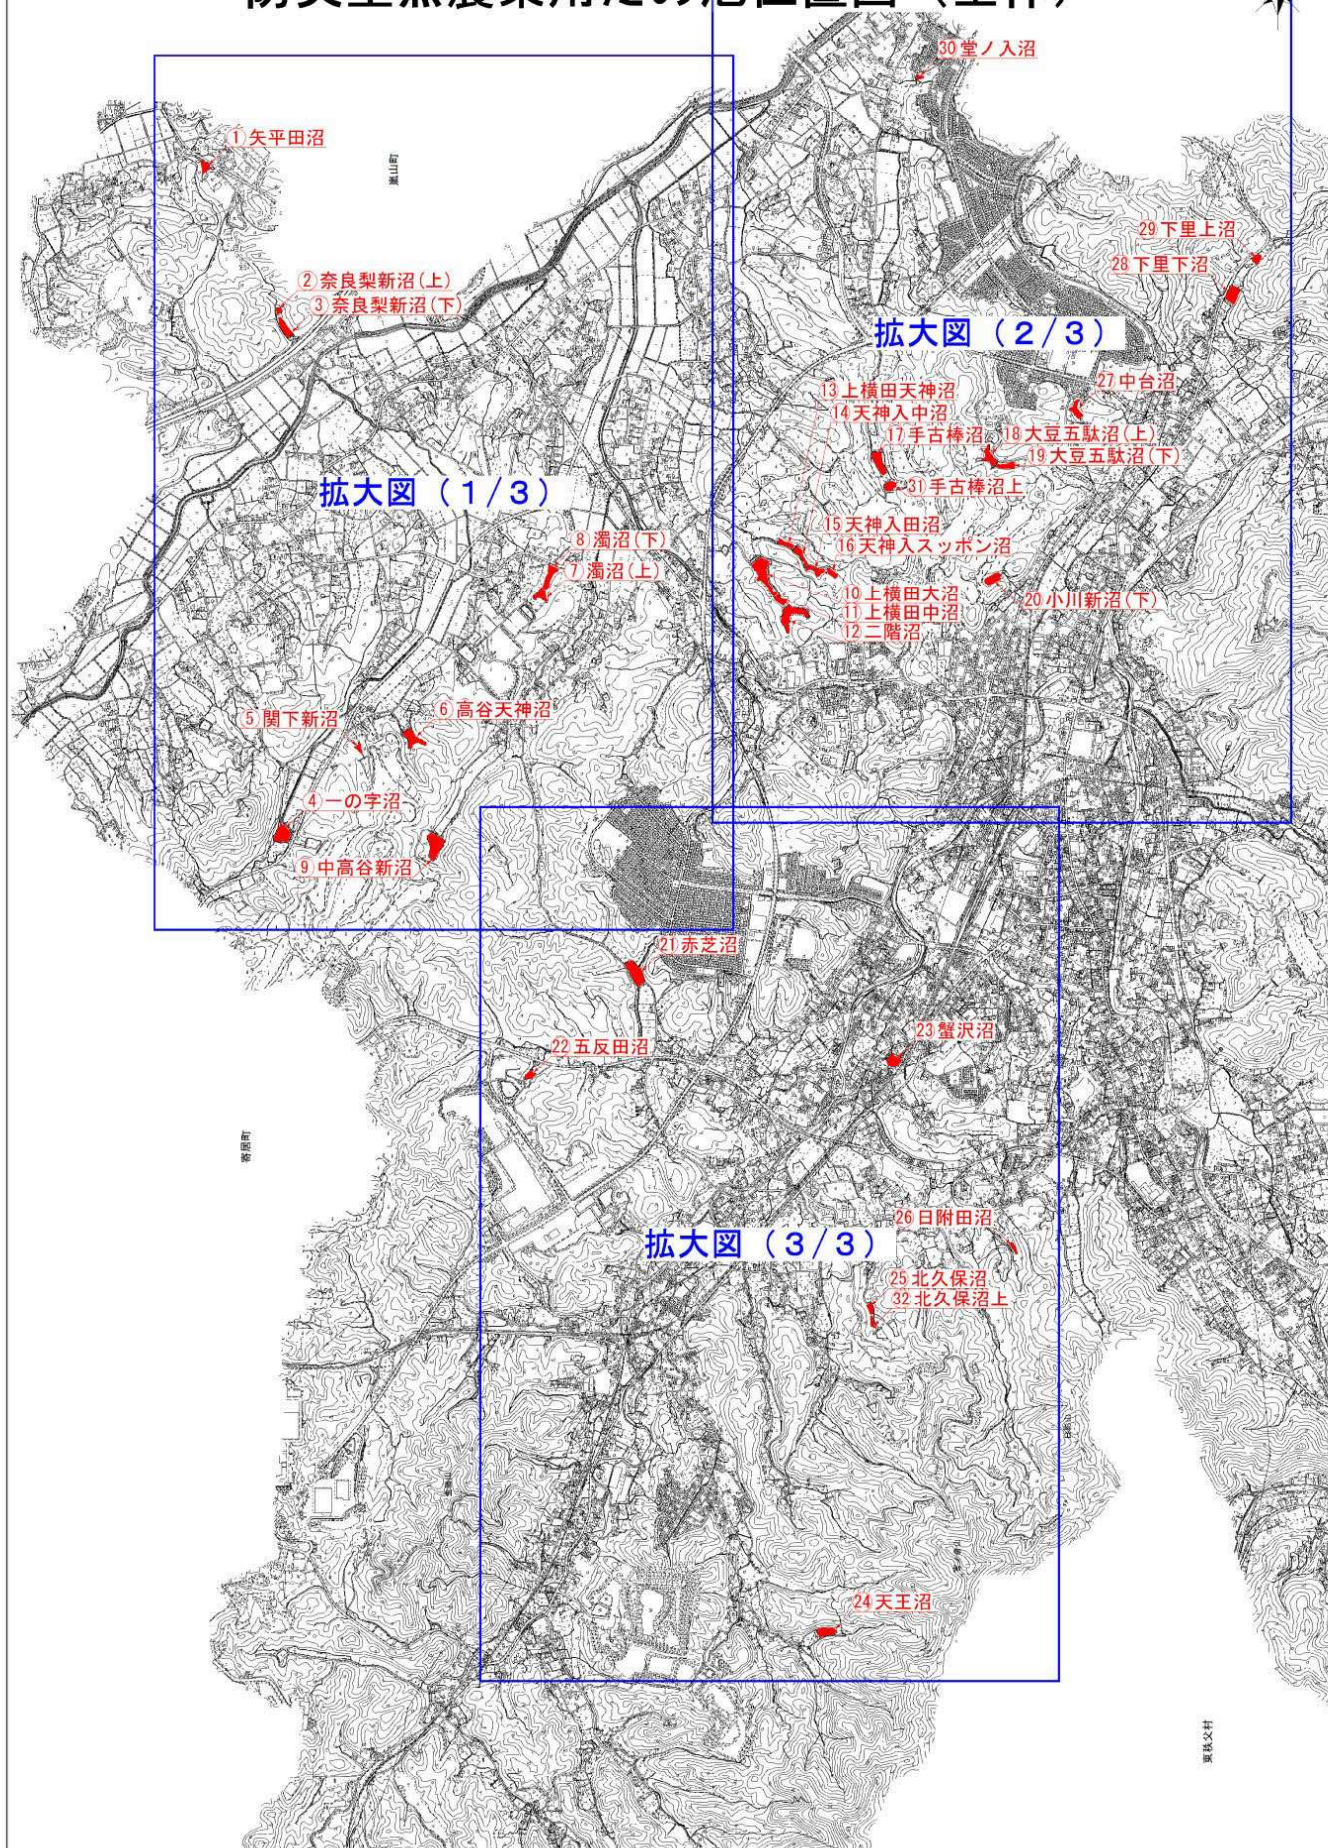 防災重点農業用ため池位置図（全体）
30 堂ノ入沼
① 矢平田沼
嵐山町
29 下里上沼
28 下里下沼
② 奈良梨新沼(上)
③ 奈良梨新沼(下)
拡大図（2/3）
27 中台沼
13 上横田天神沼
14 天神入中沼
17 手古棒沼
18 大豆五駄沼(上)
19 大豆五駄沼(下)
拡大図（1/3）
31 手古棒沼上
15 天神入田沼
16 天神入スッポン沼
⑧ 濁沼(下)
⑦ 濁沼(上)
10 上横田大沼
11 上横田中沼
12 二階沼
20 小川新沼(下)
⑥ 高谷天神沼
⑤ 関下新沼
④ 一の字沼
⑨ 中高谷新沼
21 赤芝沼
22 五反田沼
23 蟹沢沼
寄居町
26 日附田沼
拡大図（3/3）
25 北久保沼
32 北久保沼上
24 天王沼
東秩父村